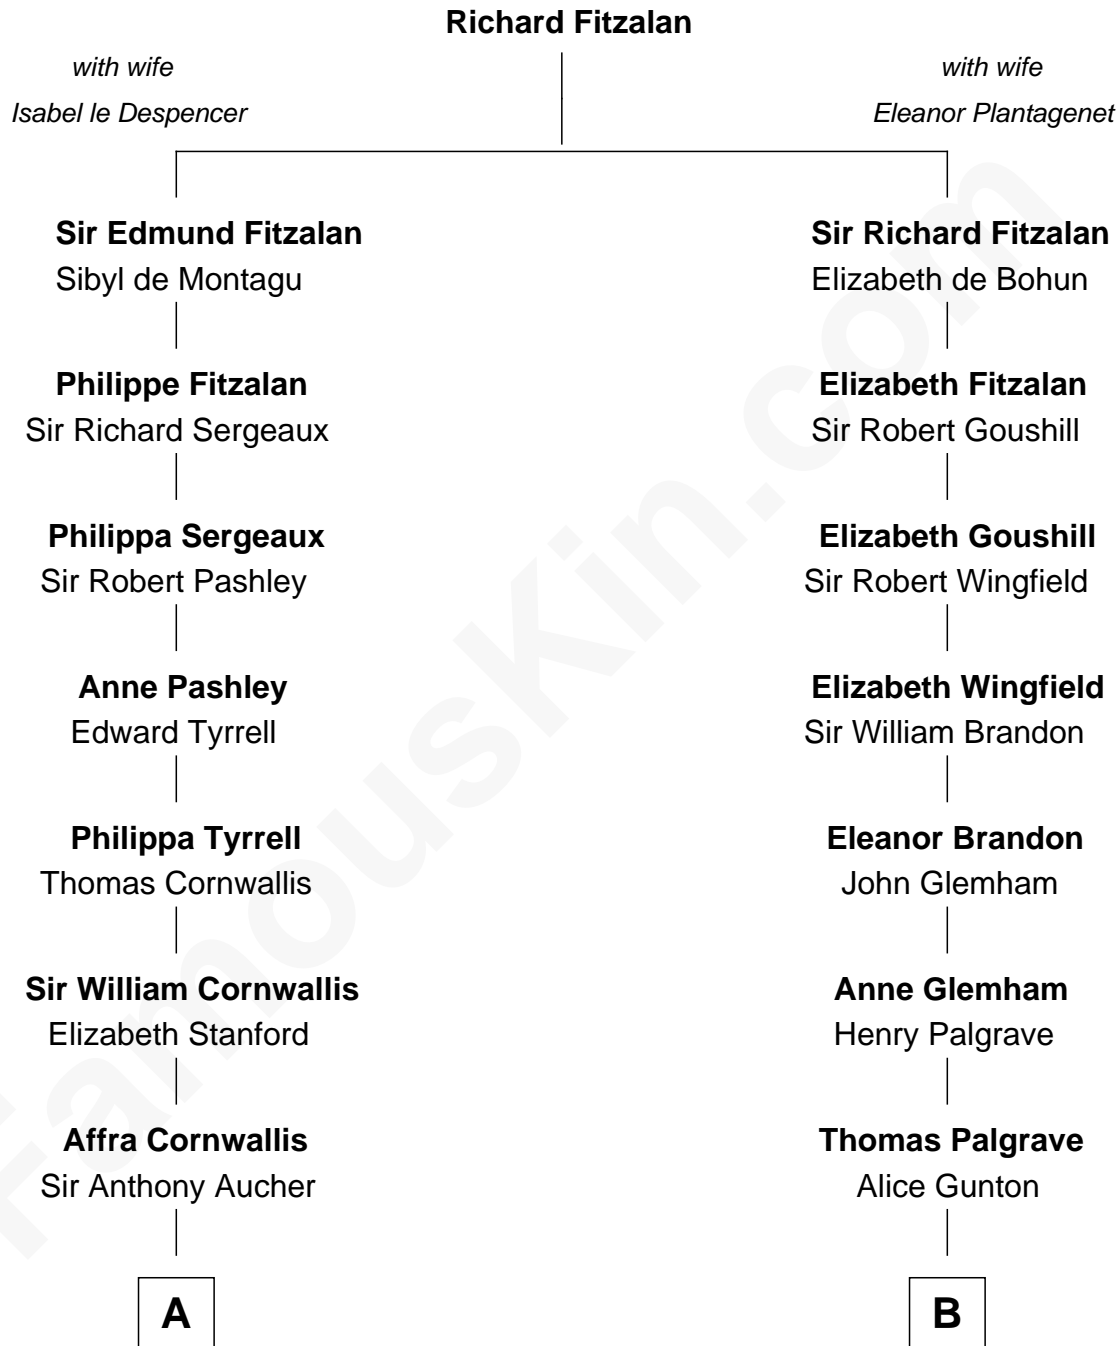 Richard Fitzalan
with wife
Isabel le Despencer
with wife
Eleanor Plantagenet
Sir Edmund Fitzalan
Sibyl de Montagu
Sir Richard Fitzalan
Elizabeth de Bohun
Philippe Fitzalan
Sir Richard Sergeaux
Elizabeth Fitzalan
Sir Robert Goushill
Philippa Sergeaux
Sir Robert Pashley
Elizabeth Goushill
Sir Robert Wingfield
Anne Pashley
Edward Tyrrell
Elizabeth Wingfield
Sir William Brandon
Philippa Tyrrell
Thomas Cornwallis
Eleanor Brandon
John Glemham
Sir William Cornwallis
Elizabeth Stanford
Anne Glemham
Henry Palgrave
Affra Cornwallis
Sir Anthony Aucher
Thomas Palgrave
Alice Gunton
A
B
FamousKin.com